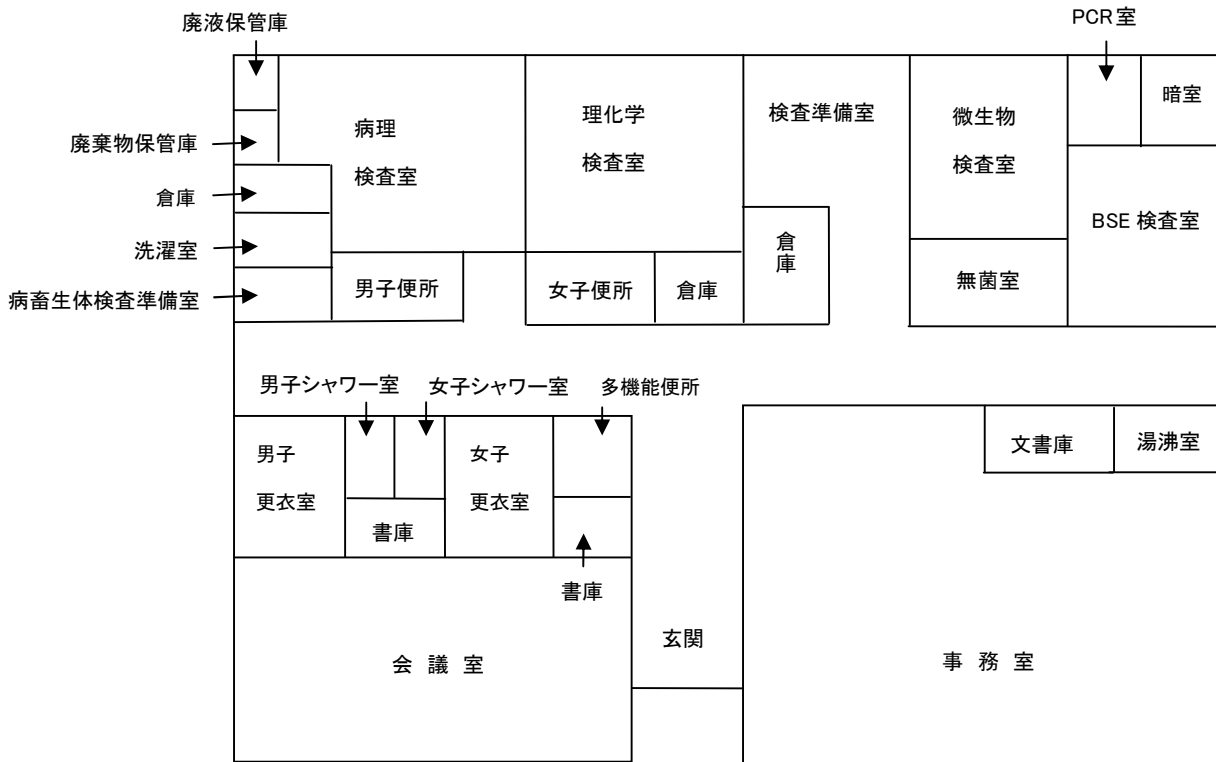 廃液保管庫
PCR室
廃棄物保管庫
倉庫
洗濯室
病畜生体検査準備室
病理
検査室
理化学
検査室
検査準備室
微生物
検査室
暗室
BSE 検査室
倉庫
男子便所
女子便所
倉庫
無菌室
男子シャワー室
女子シャワー室
多機能便所
男子
更衣室
書庫
女子
更衣室
書庫
文書庫
湯沸室
会 議 室
玄関
事 務 室